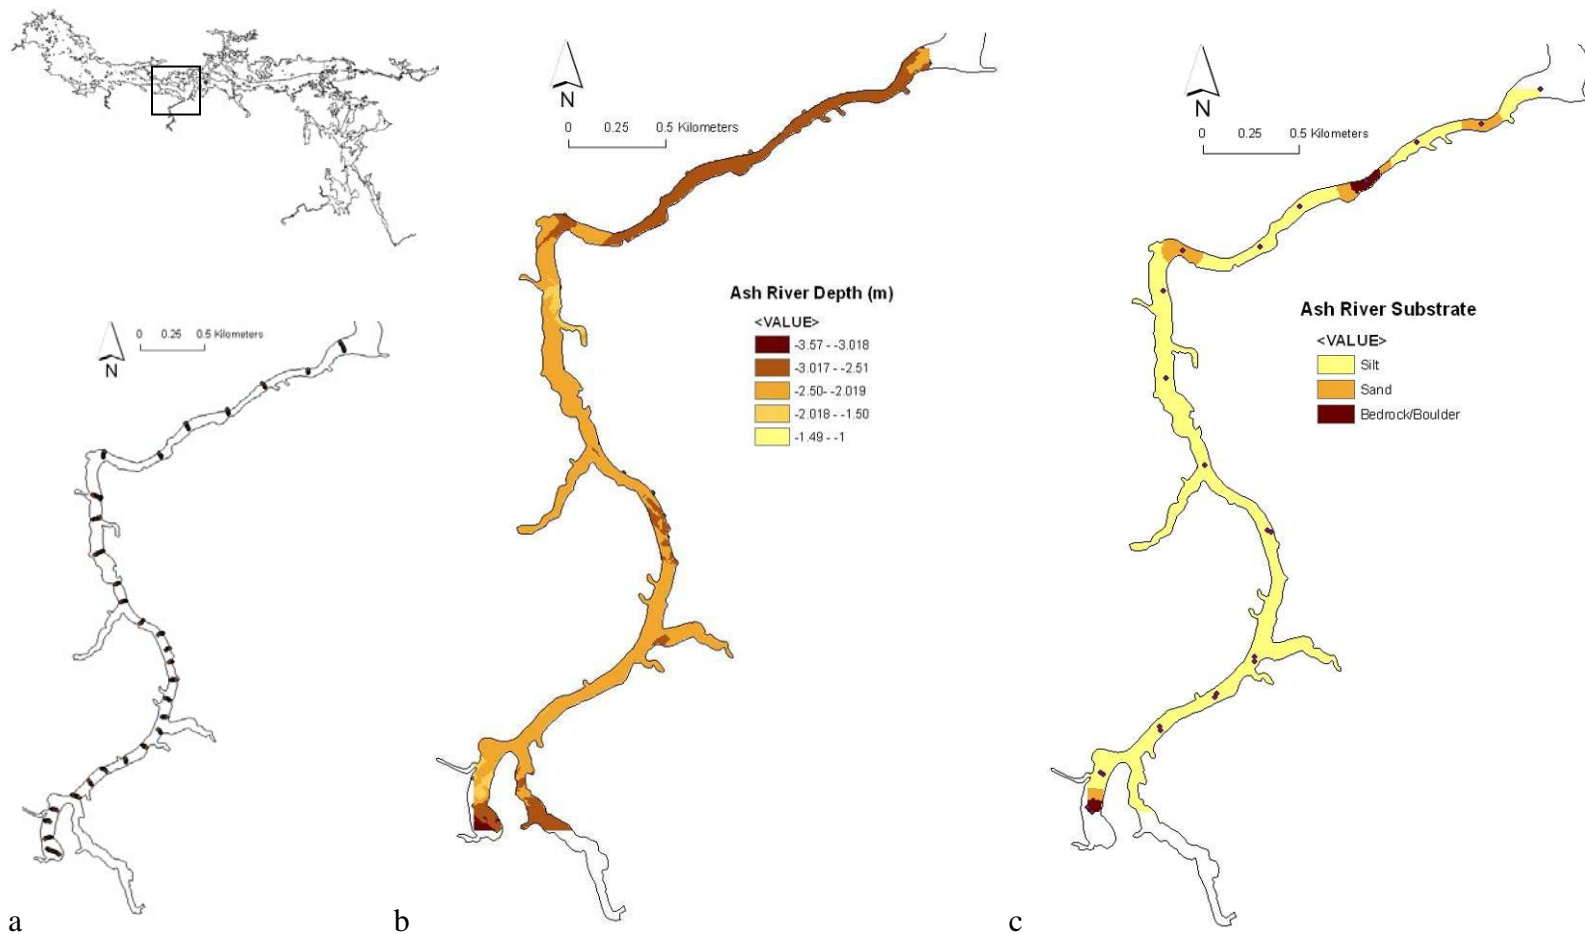 N
0 0.25 0.5 Kilometers
a
N
0 0.25 0.5 Kilometers
Ash River Depth (m)
<VALUE>
-3.57 - -3.018
-3.017 - -2.51
-2.50- -2.019
-2.018 - -1.50
-1.49 - -1
b
N
0 0.25 0.5 Kilometers
Ash River Substrate
<VALUE>
Silt
Sand
Bedrock/Boulder
c